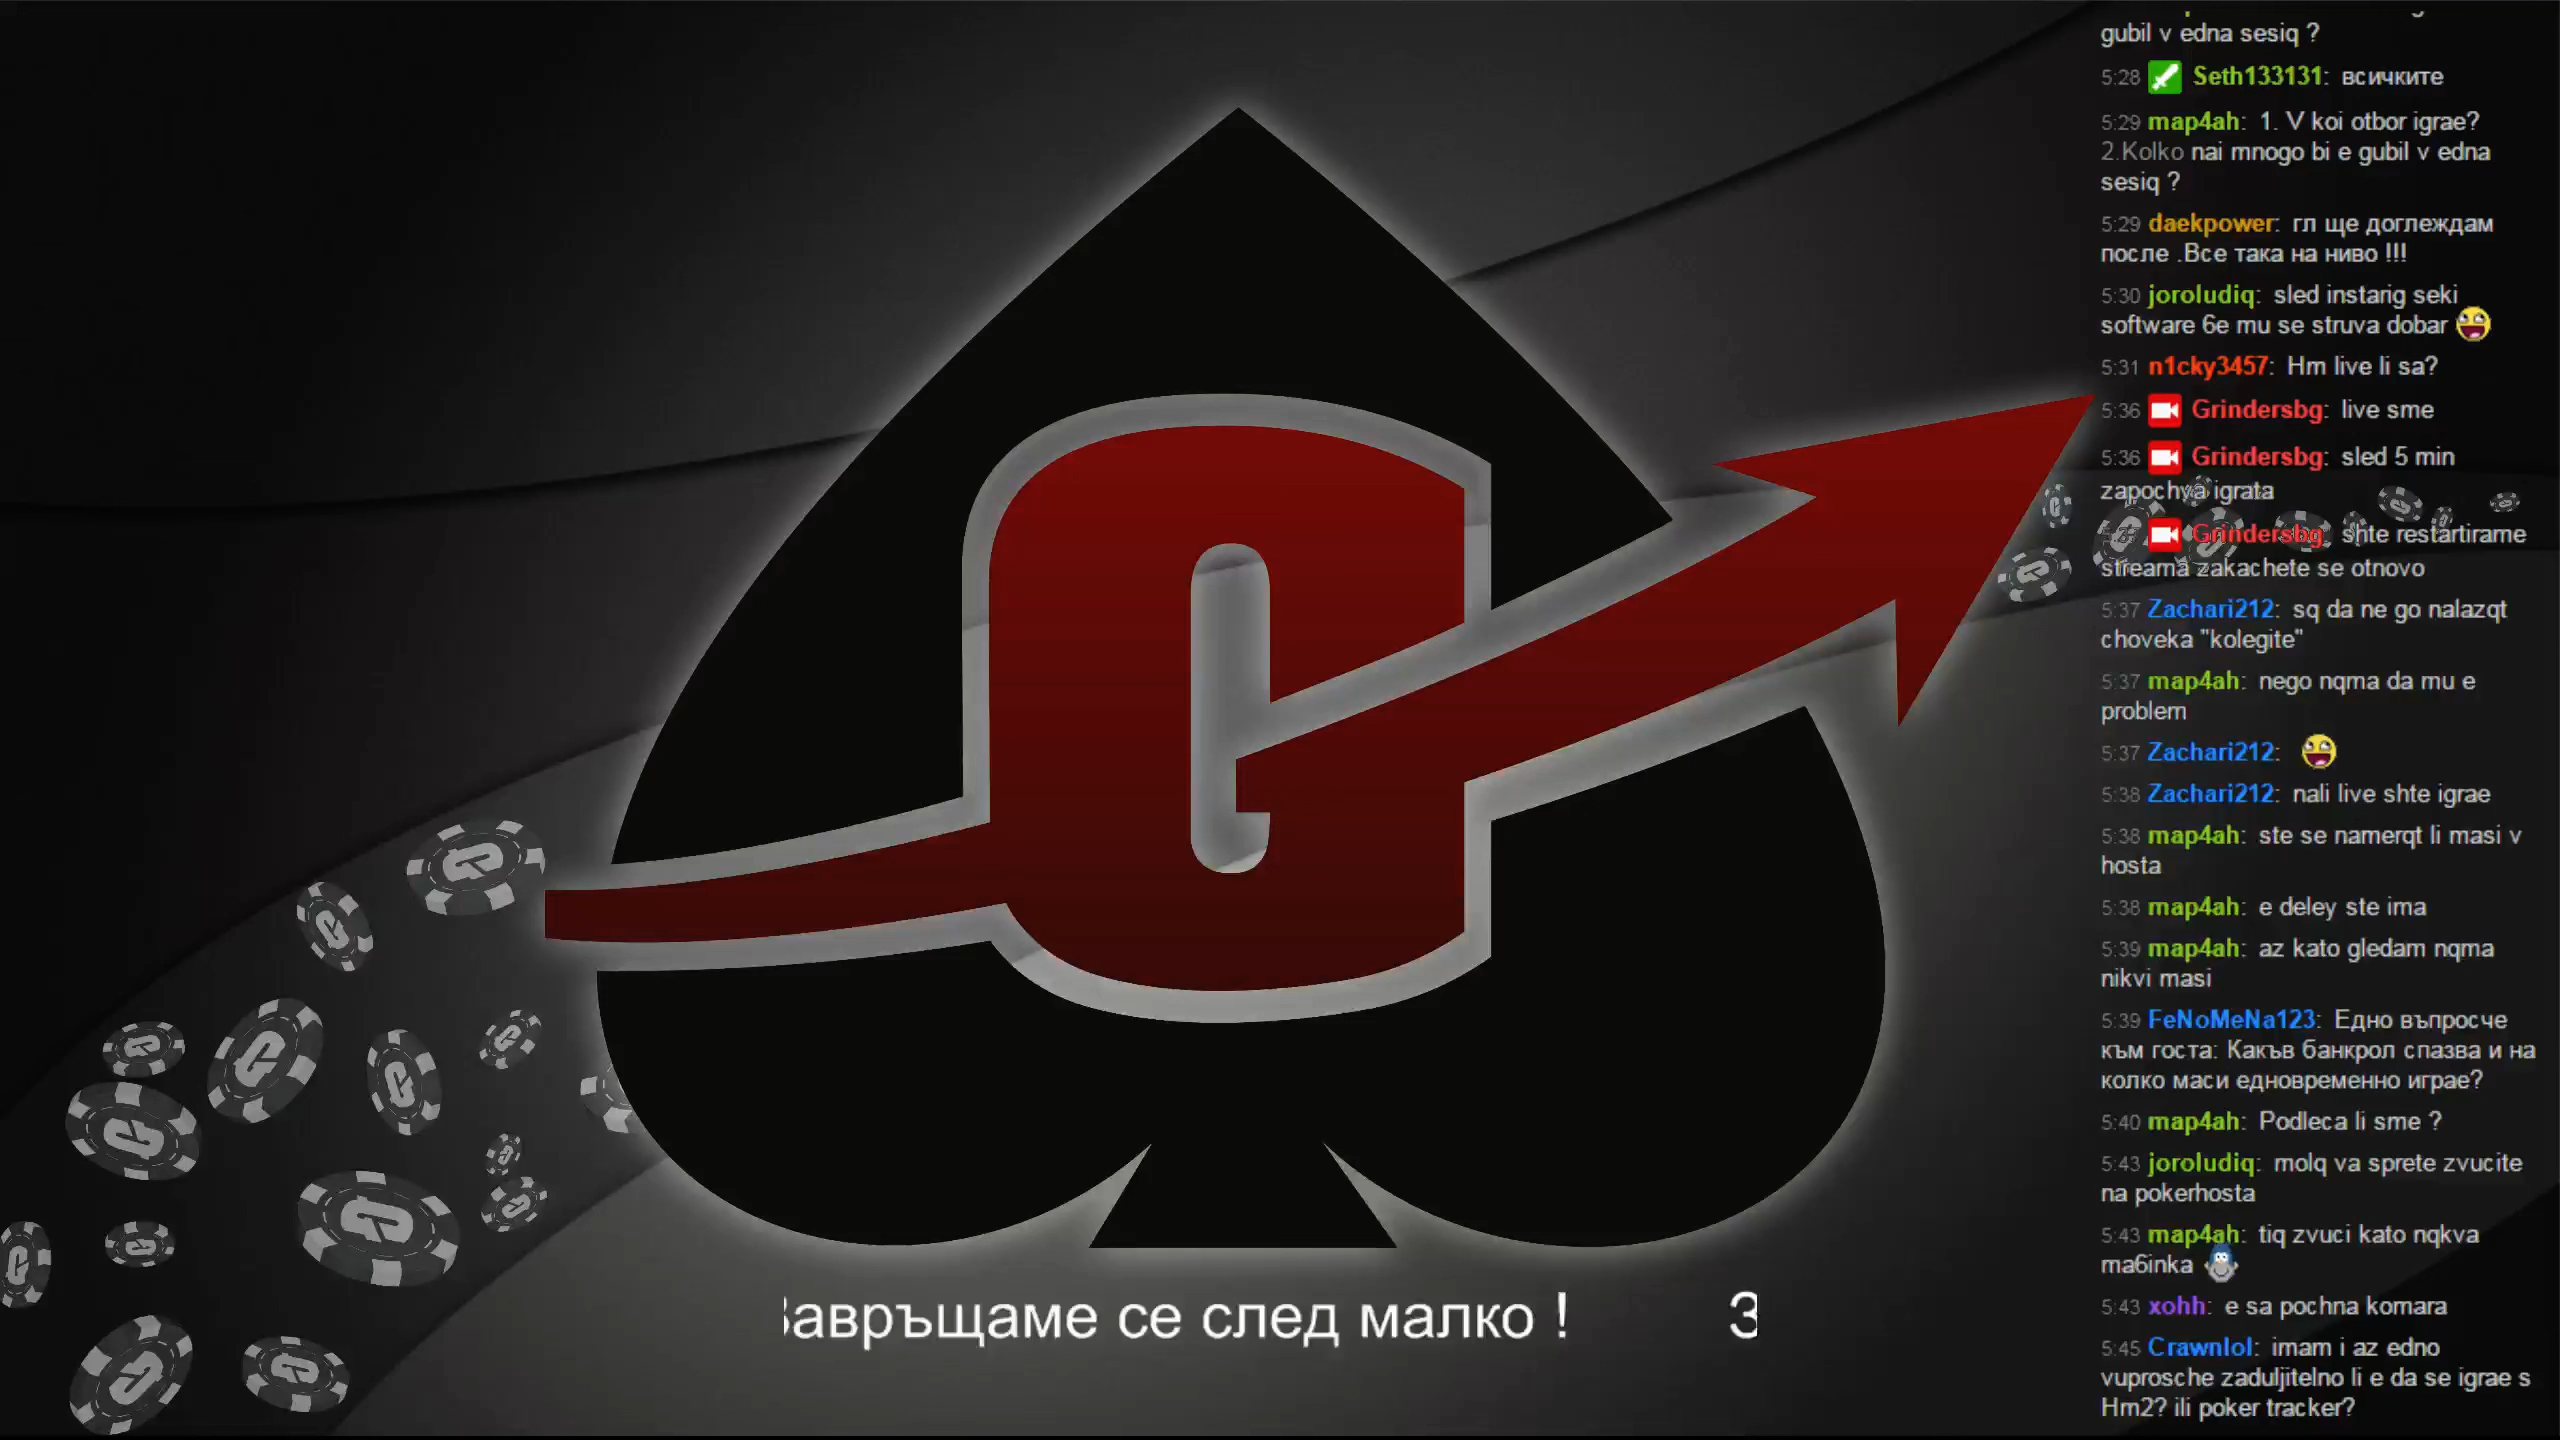 gubil v edna sesiq ?
5:28 Seth133131: всичките
5:29 map4ah: 1. V koi otbor igrae?
2.Kolko nai mnogo bi e gubil v edna
sesiq ?
5:29 daekpower: гл ще доглеждам
после .Все така на ниво !!!
5:30 joroludiq: sled instarig seki
software 6e mu se struva dobar
5:31 n1cky3457: Hm live li sa?
5:36 Grindersbg: live sme
5:36 Grindersbg: sled 5 min
zapochva igrata
Grindersbg: shte restartirame
streama zakachete se otnovo
5:37 Zachari212: sq da ne go nalazqt
choveka "kolegite"
5:37 map4ah: nego nqma da mu e
problem
5:37 Zachari212:
5:38 Zachari212: nali live shte igrae
5:38 map4ah: ste se namerqt li masi v
hosta
5:38 map4ah: e deley ste ima
5:39 map4ah: az kato gledam nqma
nikvi masi
5:39 FeNoMeNa123: Едно въпросче
към госта: Какъв банкрол спазва и на
колко маси едновременно играе?
5:40 map4ah: Podleca li sme ?
5:43 joroludiq: molq va sprete zvucite
na pokerhosta
5:43 map4ah: tiq zvuci kato nqkva
ma6inka
5:43 xohh: e sa pochna komara
5:45 Crawnlol: imam i az edno
vuprosche zaduljitelno li e da se igrae s
Hm2? ili poker tracker?
G
Завръщаме се след малко ! З